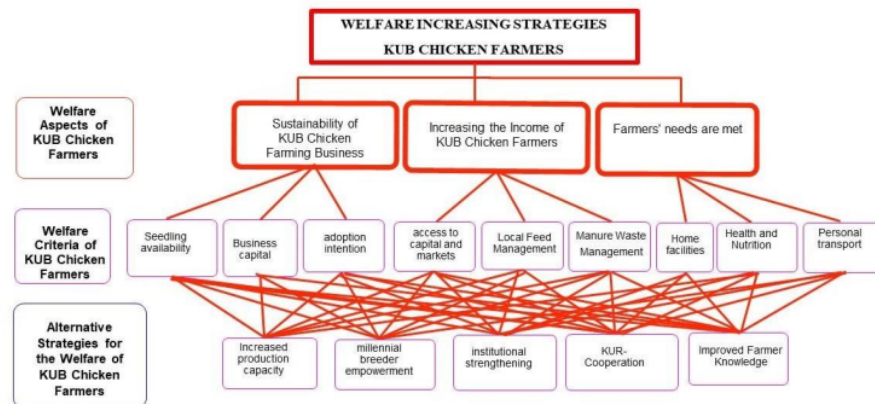 WELFARE INCREASING STRATEGIES
KUB CHICKEN FARMERS
Welfare
Aspects of
KUB Chicken
Farmers
Sustainability of
KUB Chicken
Farming Business
Increasing the Income of
KUB Chicken Farmers
Farmers' needs are met
Welfare
Criteria of
KUB Chicken
Farmers
Seedling
availability
Business
capital
adoption
intention
access to
capital and
markets
Local Feed
Management
Manure Waste
Management
Home
facilities
Health and
Nutrition
Personal
transport
Alternative
Strategies for
the Welfare of
KUB Chicken
Farmers
Increased
production
capacity
millennial
breeder
empowerment
institutional
strengthening
KUR-
Cooperation
Improved Farmer
Knowledge